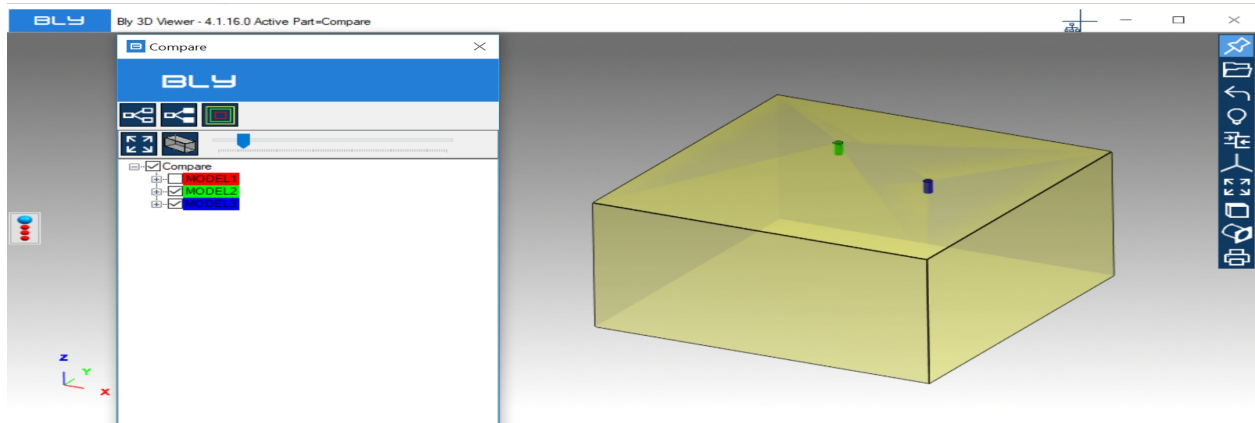 BLY Bly 3D Viewer - 4.1.16.0 Active Part=Compare
Compare
BLY
Compare
MODEL1
MODEL2
MODEL3
Z
Y
X